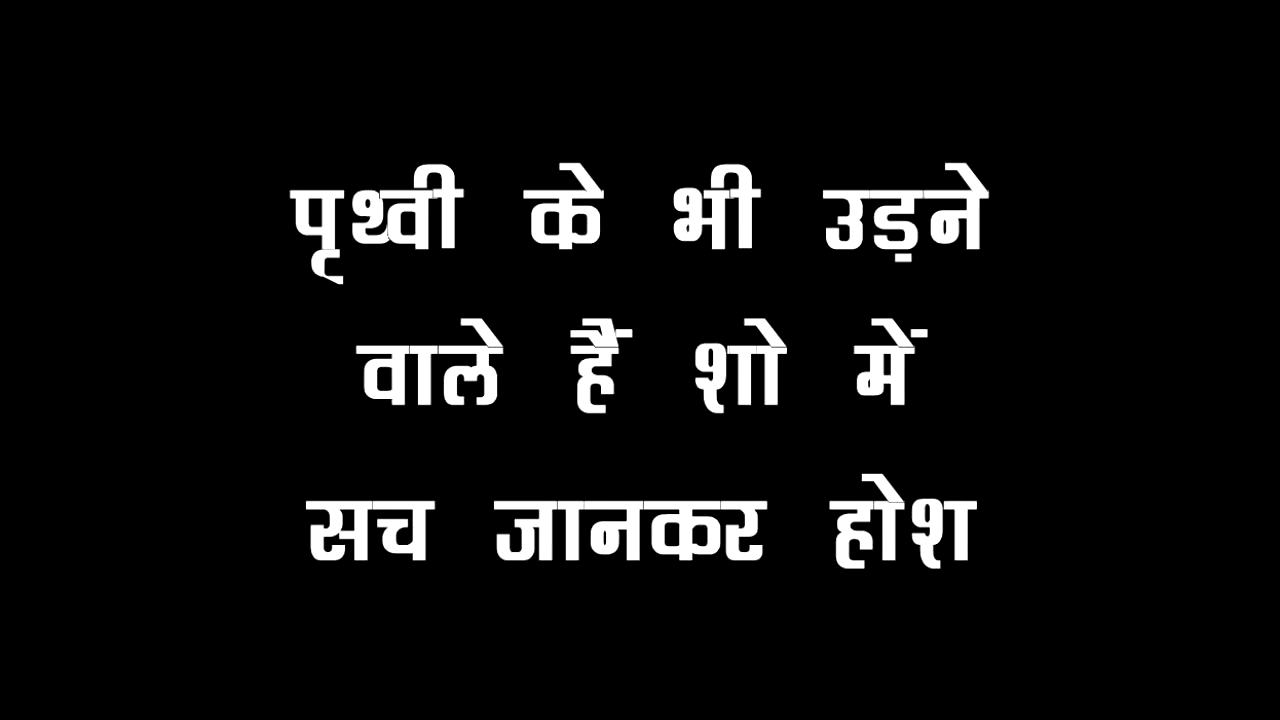 पृथ्वी के भी उड़ने
वाले हैं शो में
सच जानकर होश